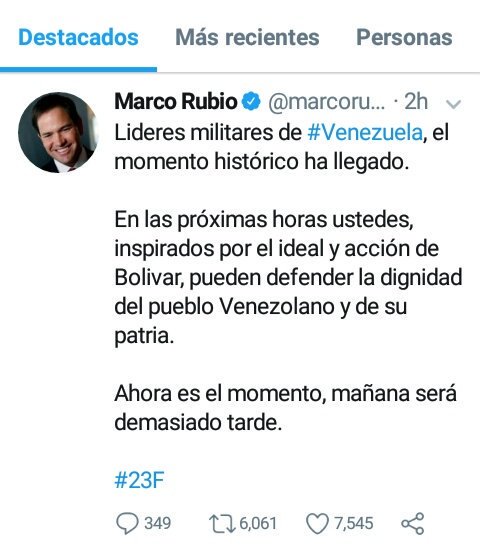 Destacados Más recientes Personas
Marco Rubio @marcoru... · 2h
Lideres militares de #Venezuela, el
momento histórico ha llegado.
En las próximas horas ustedes,
inspirados por el ideal y acción de
Bolivar, pueden defender la dignidad
del pueblo Venezolano y de su
patria.
Ahora es el momento, mañana será
demasiado tarde.
#23F
349 6,061 7,545